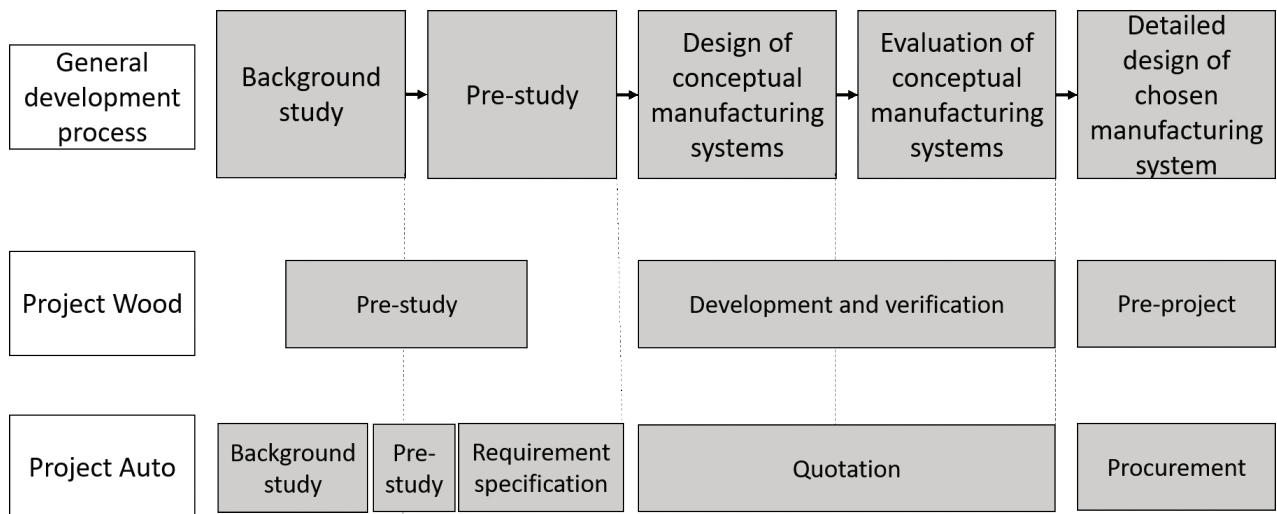 General
development
process
Background
study
Pre-study
Design of
conceptual
manufacturing
systems
Evaluation of
conceptual
manufacturing
systems
Detailed
design of
chosen
manufacturing
system
Project Wood
Pre-study
Development and verification
Pre-project
Project Auto
Background
study
Pre-
study
Requirement
specification
Quotation
Procurement